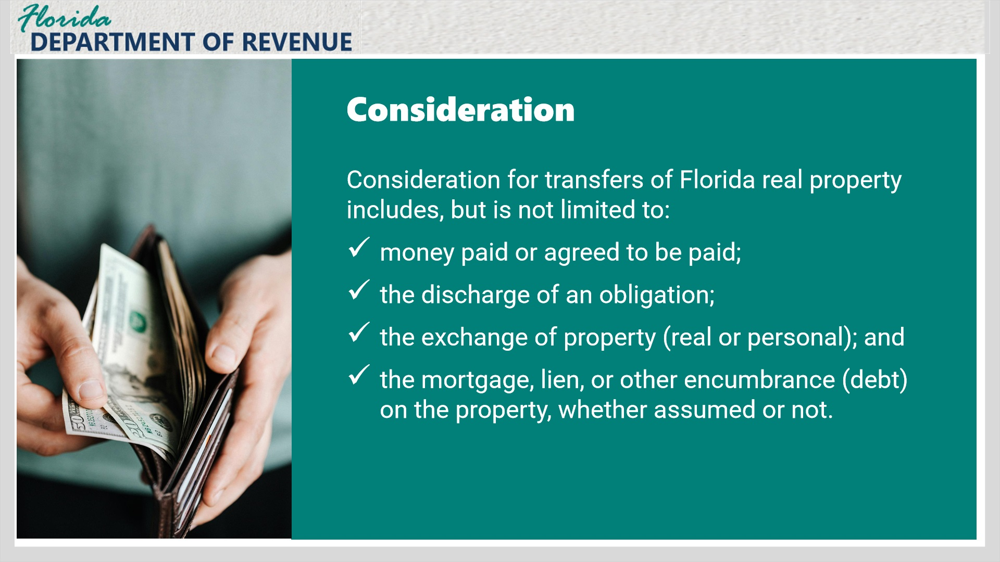 Florida
DEPARTMENT OF REVENUE
Consideration
Consideration for transfers of Florida real property
includes, but is not limited to:
✓ money paid or agreed to be paid;
✓ the discharge of an obligation;
✓ the exchange of property (real or personal); and
✓ the mortgage, lien, or other encumbrance (debt)
on the property, whether assumed or not.